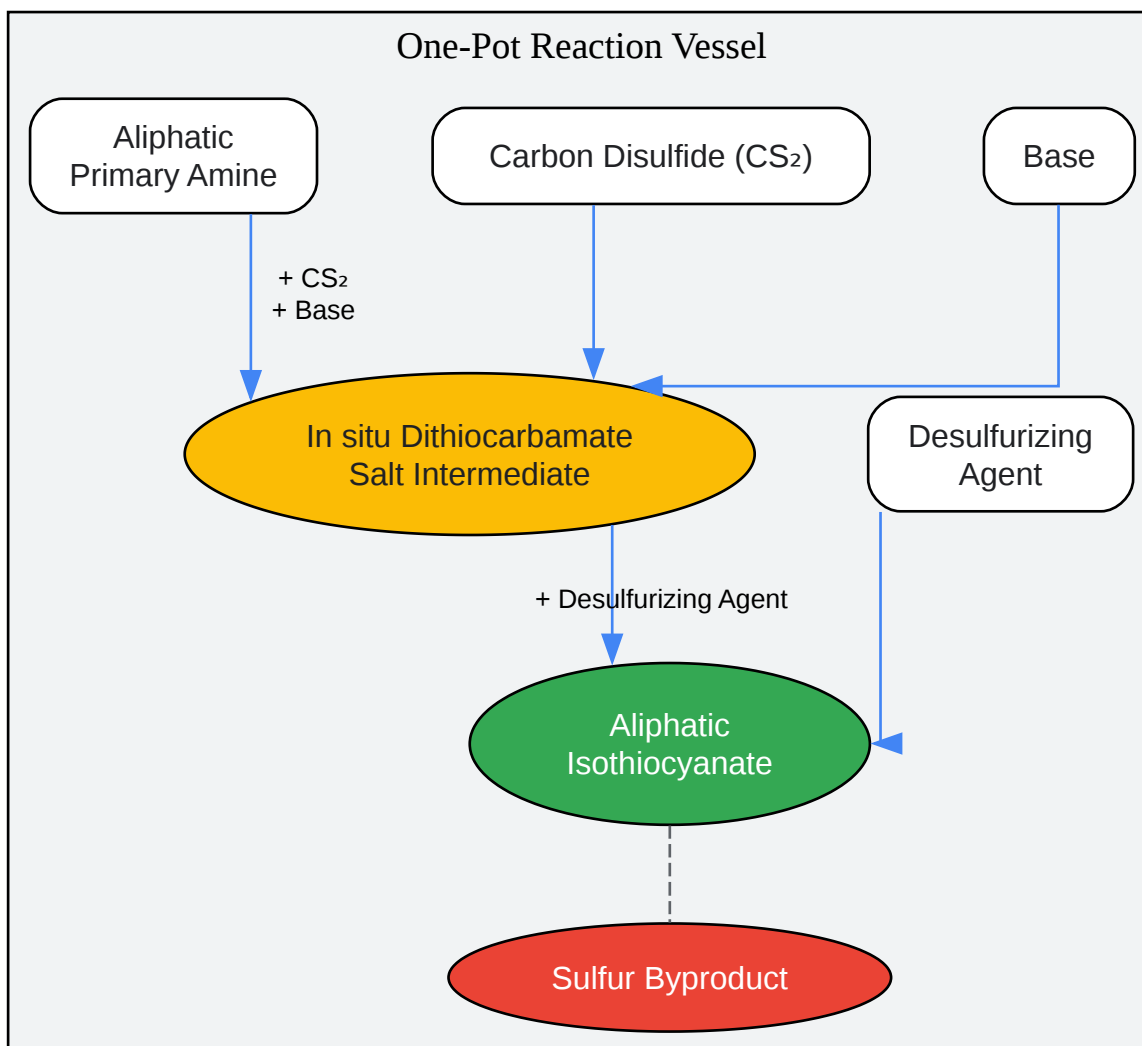 One-Pot Reaction Vessel
Aliphatic
Primary Amine
Carbon Disulfide (CS₂)
Base
+ CS₂
+ Base
In situ Dithiocarbamate
Salt Intermediate
Desulfurizing
Agent
+ Desulfurizing Agent
Aliphatic
Isothiocyanate
Sulfur Byproduct